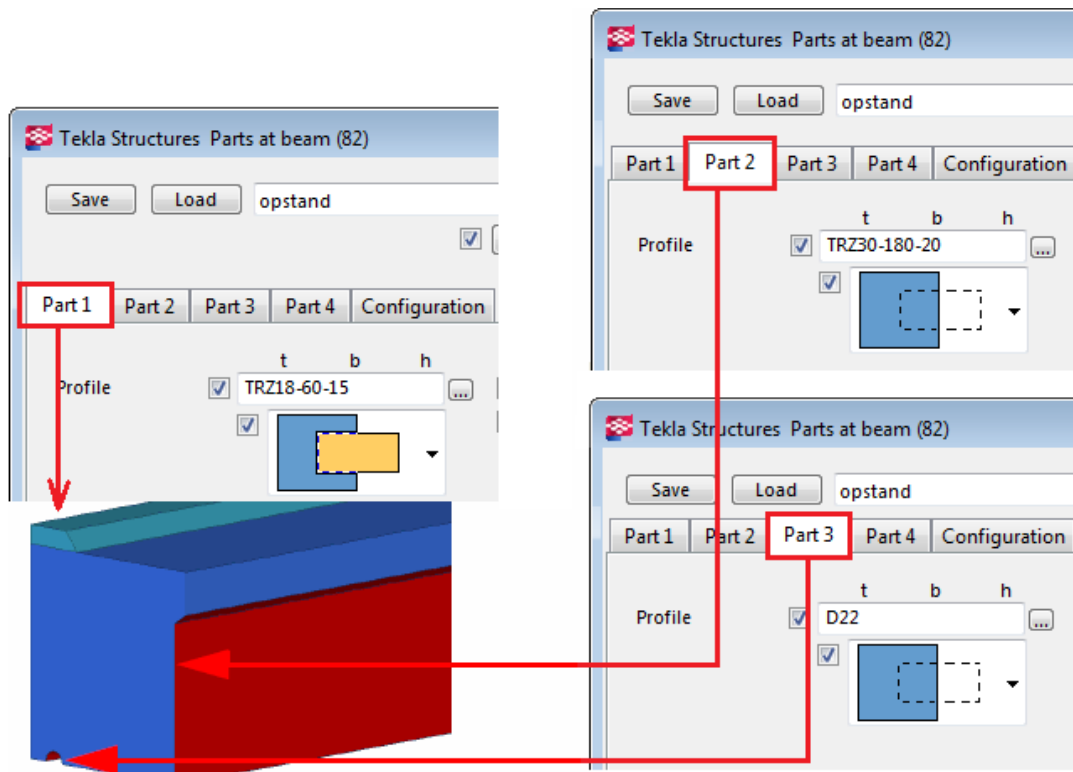 Tekla Structures Parts at beam (82)
Save Load opstand
Part 1 Part 2 Part 3 Part 4 Configuration
t b h
Profile TRZ18-60-15 ...
Tekla Structures Parts at beam (82)
Save Load opstand
Part 1 Part 2 Part 3 Part 4 Configuration
t b h
Profile TRZ30-180-20 ...
Tekla Structures Parts at beam (82)
Save Load opstand
Part 1 Part 2 Part 3 Part 4 Configuration
t b h
Profile D22 ...